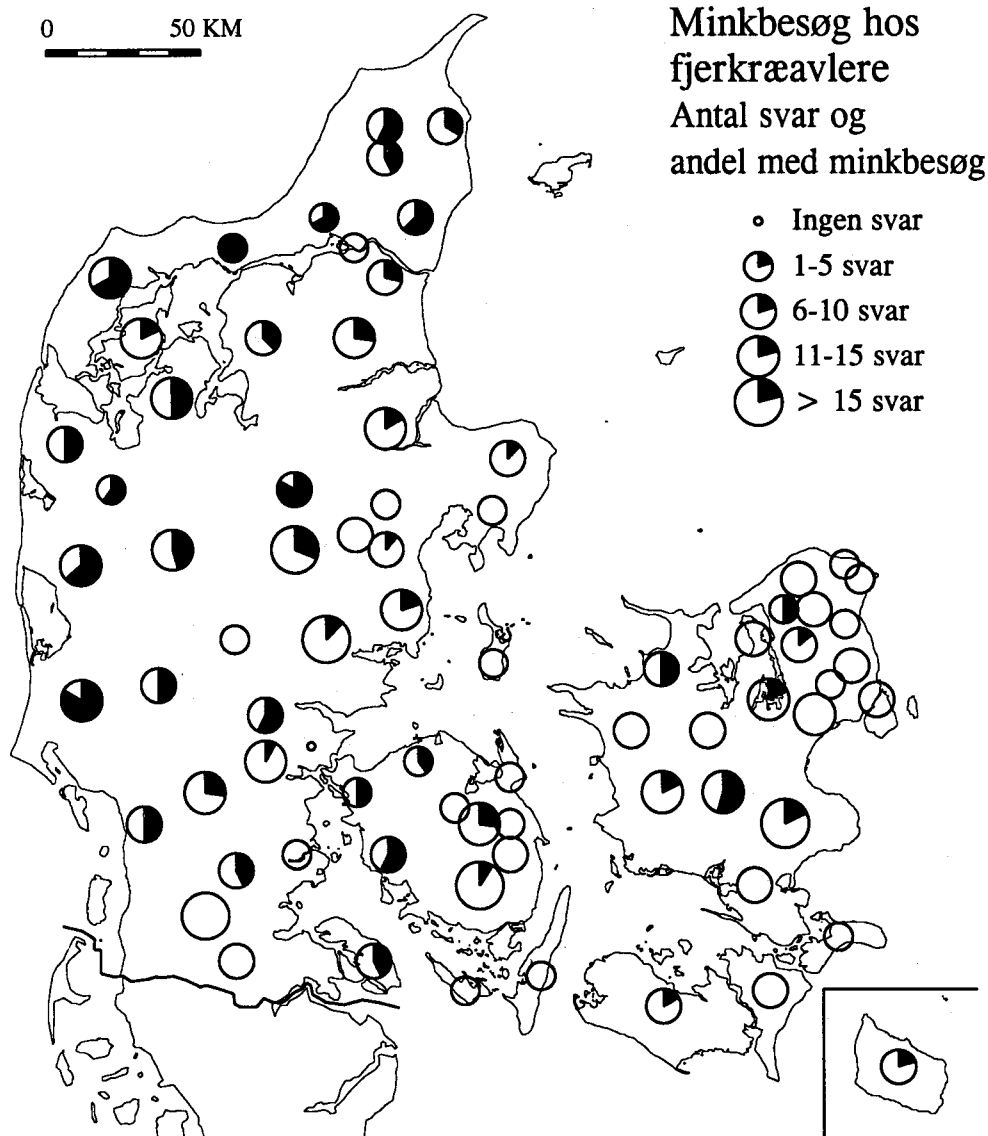 0 50 KM
Minkbesøg hos
fjerkræavlere
Antal svar og
andel med minkbesøg
Ingen svar
1-5 svar
6-10 svar
11-15 svar
> 15 svar